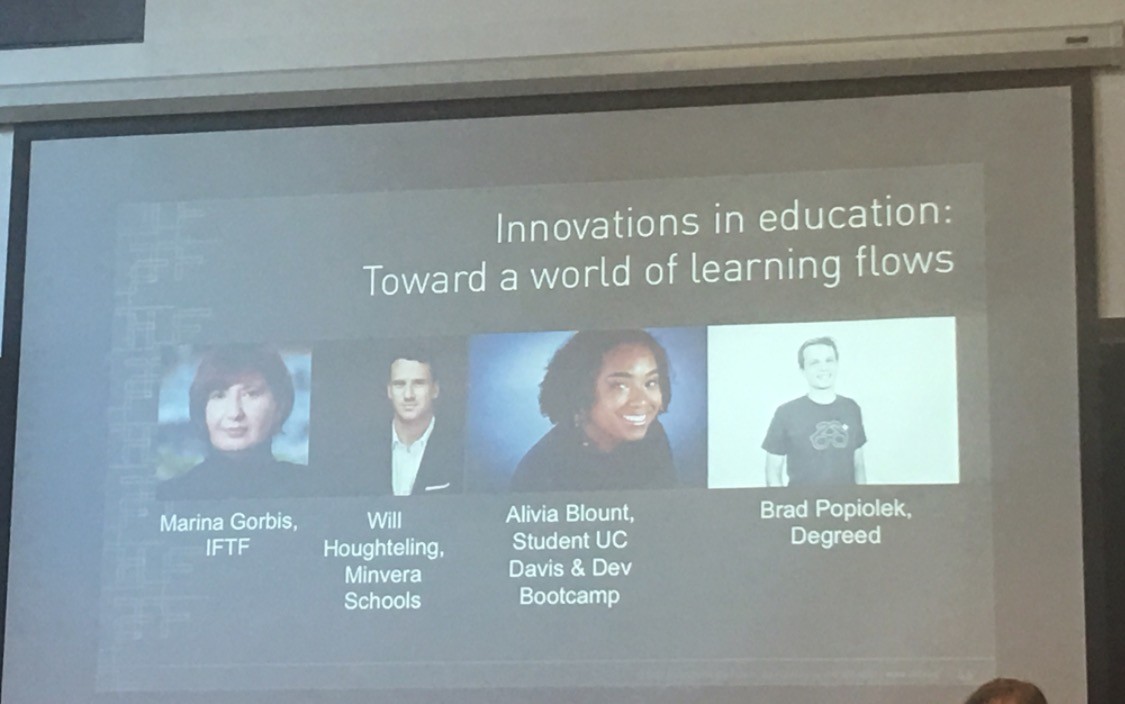 Innovations in education:
Toward a world of learning flows
Marina Gorbis,
IFTF
Will
Houghteling,
Minvera
Schools
Alivia Blount,
Student UC
Davis & Dev
Bootcamp
Brad Popiolek,
Degreed